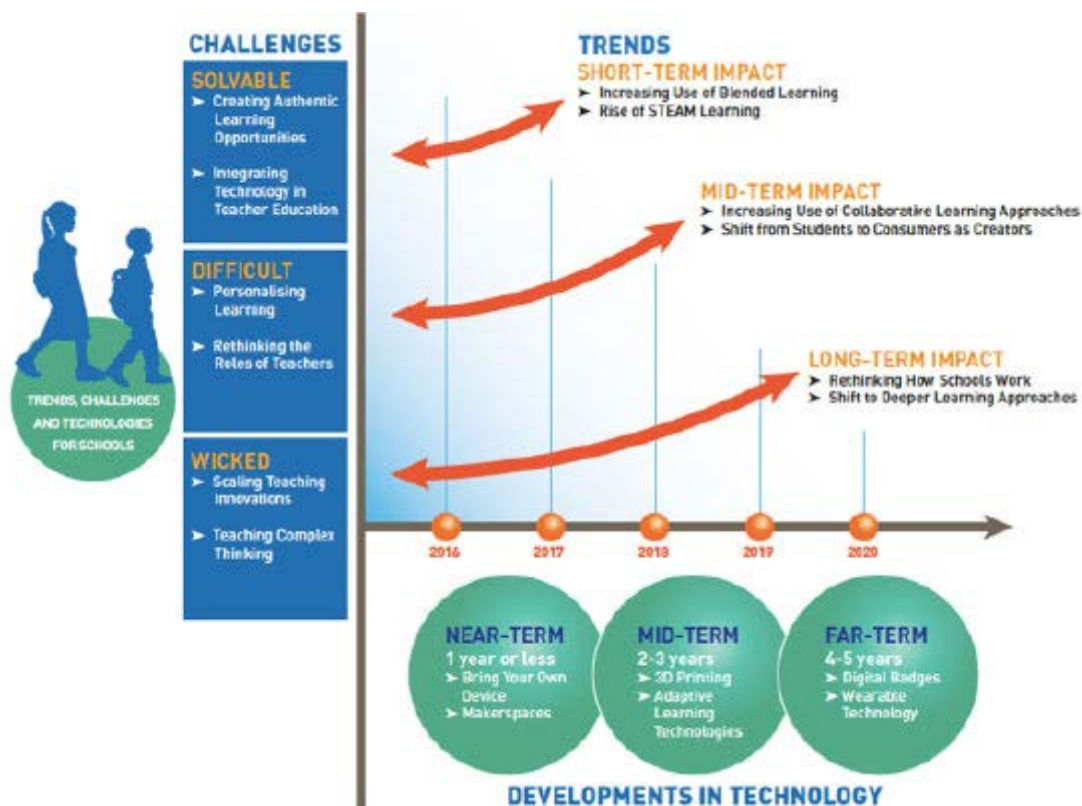 CHALLENGES
SOLVABLE
➤ Creating Authentic
Learning
Opportunities
➤ Integrating
Technology in
Teacher Education
DIFFICULT
➤ Personalising
Learning
➤ Rethinking the
Roles of Teachers
WICKED
➤ Scaling Teaching
Innovations
➤ Teaching Complex
Thinking
TRENDS, CHALLENGES
AND TECHNOLOGIES
FOR SCHOOLS
TRENDS
SHORT-TERM IMPACT
➤ Increasing Use of Blended Learning
➤ Rise of STEAM Learning
MID-TERM IMPACT
➤ Increasing Use of Collaborative Learning Approaches
➤ Shift from Students to Consumers as Creators
LONG-TERM IMPACT
➤ Rethinking How Schools Work
➤ Shift to Deeper Learning Approaches
2016 2017 2018 2019 2020
NEAR-TERM
1 year or less
➤ Bring Your Own
Device
➤ Makerspaces
MID-TERM
2-3 years
➤ 3D Printing
➤ Adaptive
Learning
Technologies
FAR-TERM
4-5 years
➤ Digital Badges
➤ Wearable
Technology
DEVELOPMENTS IN TECHNOLOGY